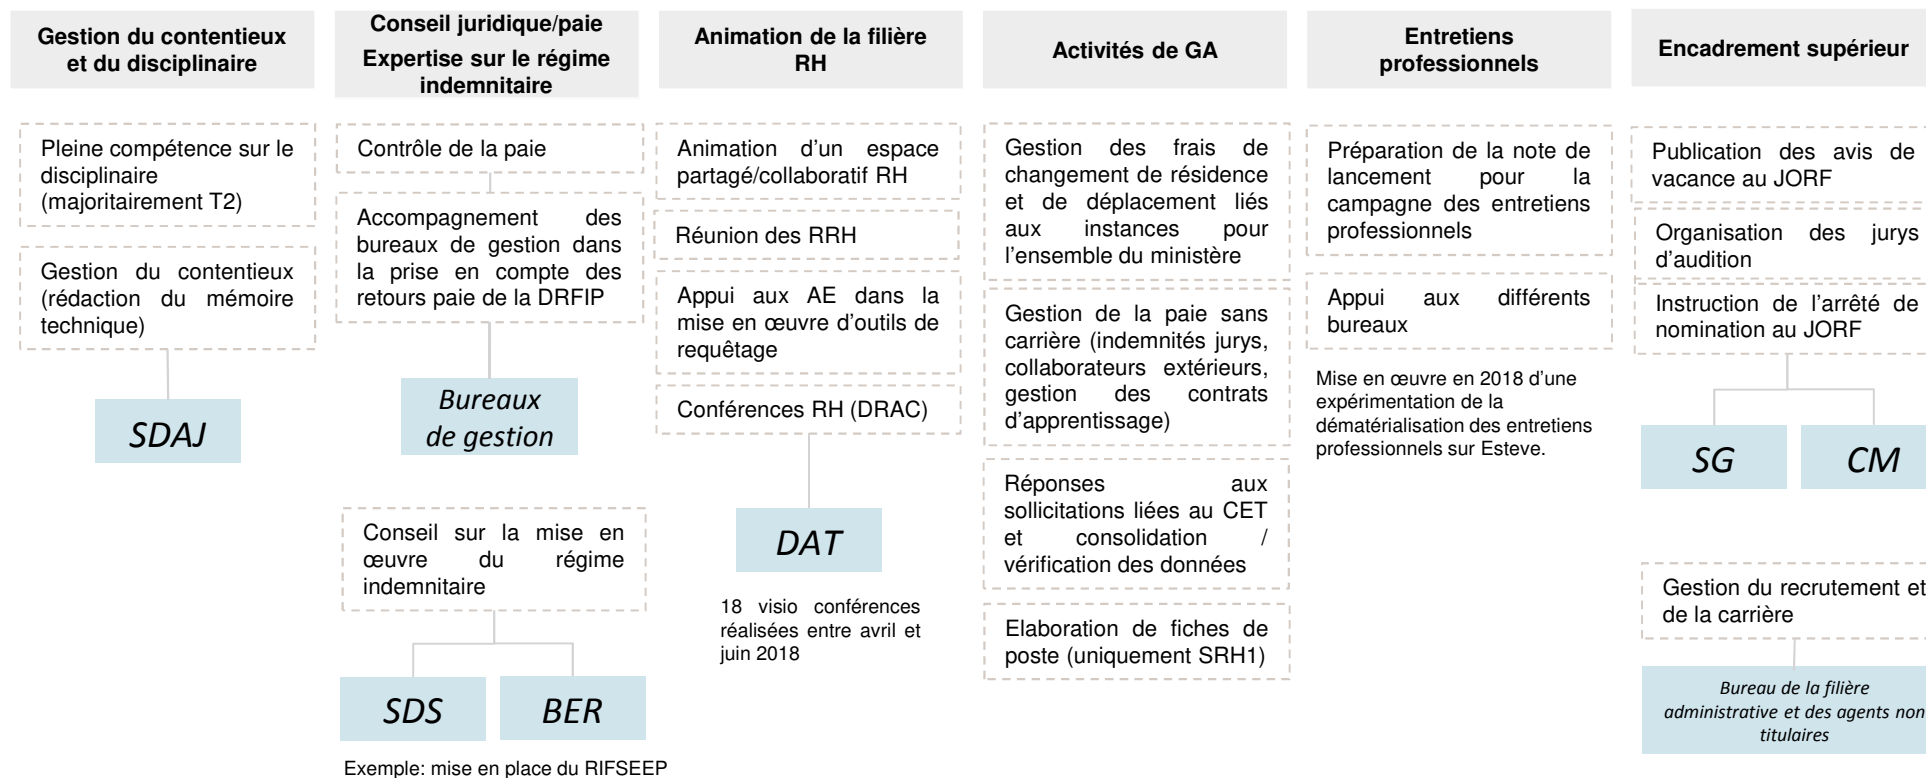 Gestion du contentieux
et du disciplinaire
Pleine compétence sur le
disciplinaire
(majoritairement T2)
Gestion du contentieux
(rédaction du mémoire
technique)
SDAJ
Conseil juridique/paie
Expertise sur le régime
indemnitaire
Contrôle de la paie
Accompagnement des
bureaux de gestion dans
la prise en compte des
retours paie de la DRFIP
Bureaux
de gestion
Conseil sur la mise en
œuvre du régime
indemnitaire
SDS
BER
Exemple: mise en place du RIFSEEP
Animation de la filière
RH
Animation d'un espace
partagé/collaboratif RH
Réunion des RRH
Appui aux AE dans la
mise en œuvre d'outils de
requêtage
Conférences RH (DRAC)
DAT
18 visio conférences
réalisées entre avril et
juin 2018
Activités de GA
Gestion des frais de
changement de résidence
et de déplacement liés
aux instances pour
l'ensemble du ministère
Gestion de la paie sans
carrière (indemnités jurys,
collaborateurs extérieurs,
gestion des contrats
d'apprentissage)
Réponses aux
sollicitations liées au CET
et consolidation /
vérification des données
Elaboration de fiches de
poste (uniquement SRH1)
Entretiens
professionnels
Préparation de la note de
lancement pour la
campagne des entretiens
professionnels
Appui aux différents
bureaux
Mise en œuvre en 2018 d'une
expérimentation de la
dématérialisation des entretiens
professionnels sur Esteve.
Encadrement supérieur
Publication des avis de
vacance au JORF
Organisation des jurys
d'audition
Instruction de l'arrêté de
nomination au JORF
SG
CM
Gestion du recrutement et
de la carrière
Bureau de la filière
administrative et des agents non
titulaires